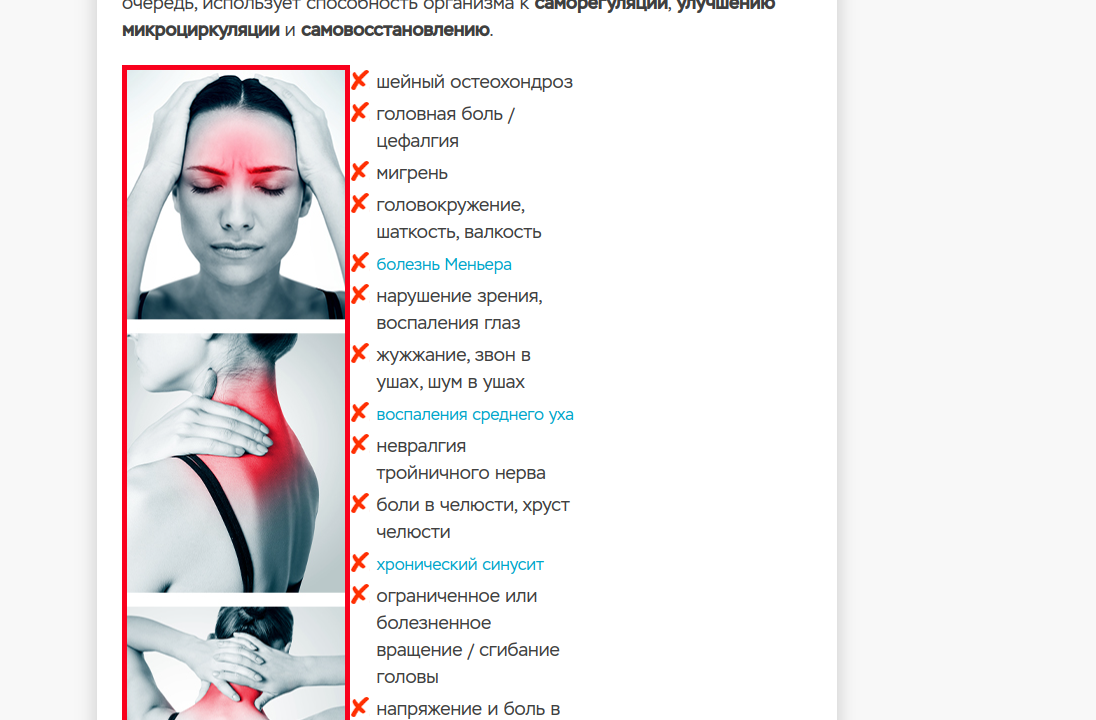 очередь, использует способность организма к саморегуляции, улучшению
микроциркуляции и самовосстановлению.
шейный остеохондроз
головная боль /
цефалгия
мигрень
головокружение,
шаткость, валкость
болезнь Меньера
нарушение зрения,
воспаления глаз
жужжание, звон в
ушах, шум в ушах
воспаления среднего уха
невралгия
тройничного нерва
боли в челюсти, хруст
челюсти
хронический синусит
ограниченное или
болезненное
вращение / сгибание
головы
напряжение и боль в